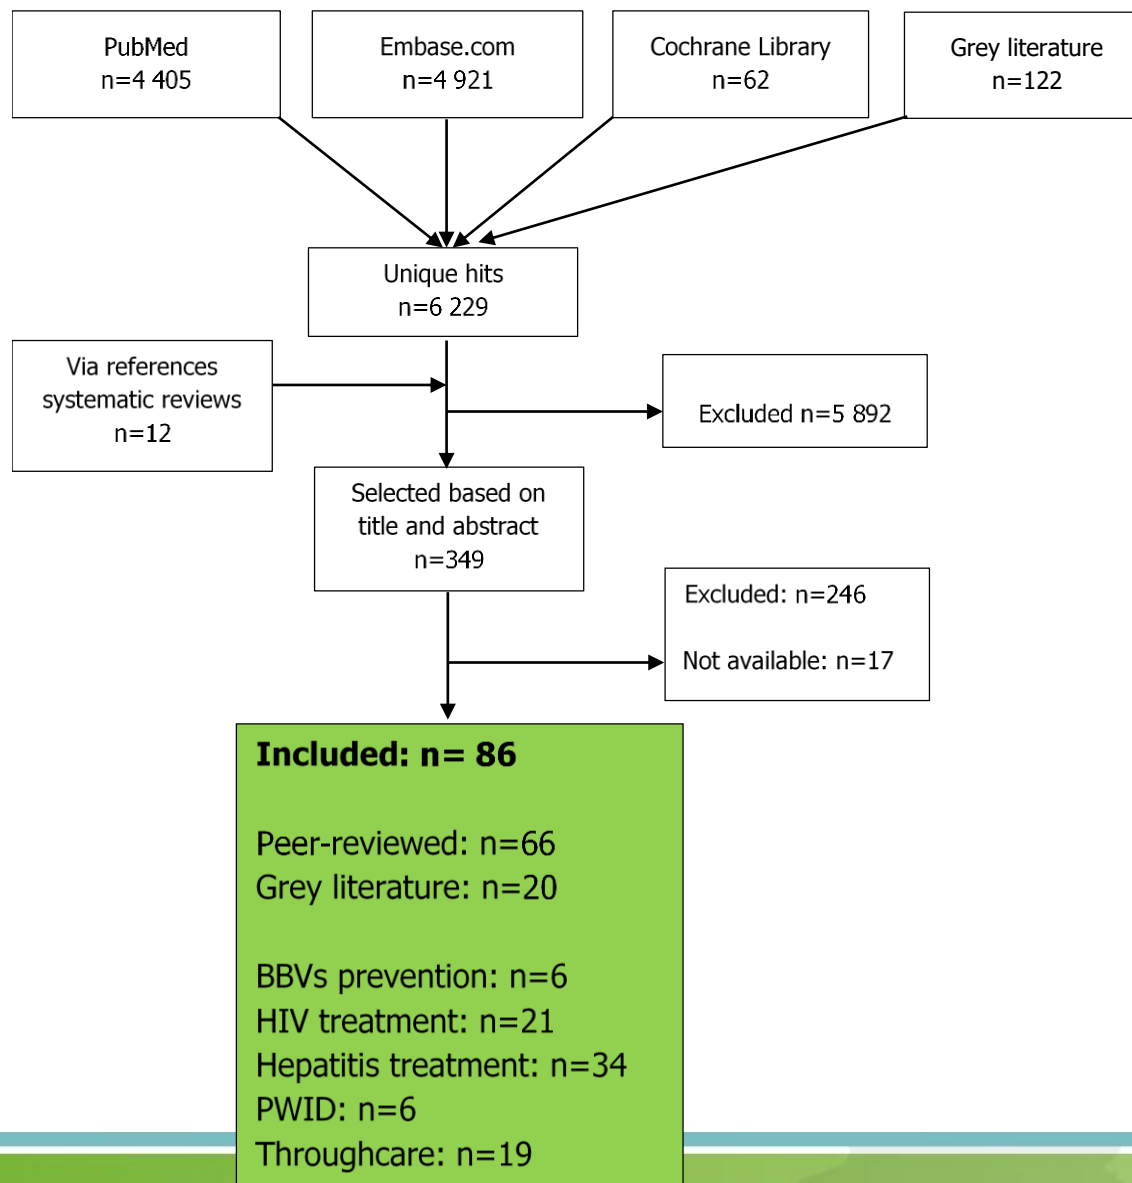 PubMed
n=4 405
Embase.com
n=4 921
Cochrane Library
n=62
Grey literature
n=122
Unique hits
n=6 229
Via references
systematic reviews
n=12
Excluded n=5 892
Selected based on
title and abstract
n=349
Excluded: n=246
Not available: n=17
Included: n= 86
Peer-reviewed: n=66
Grey literature: n=20
BBVs prevention: n=6
HIV treatment: n=21
Hepatitis treatment: n=34
PWID: n=6
Throughcare: n=19